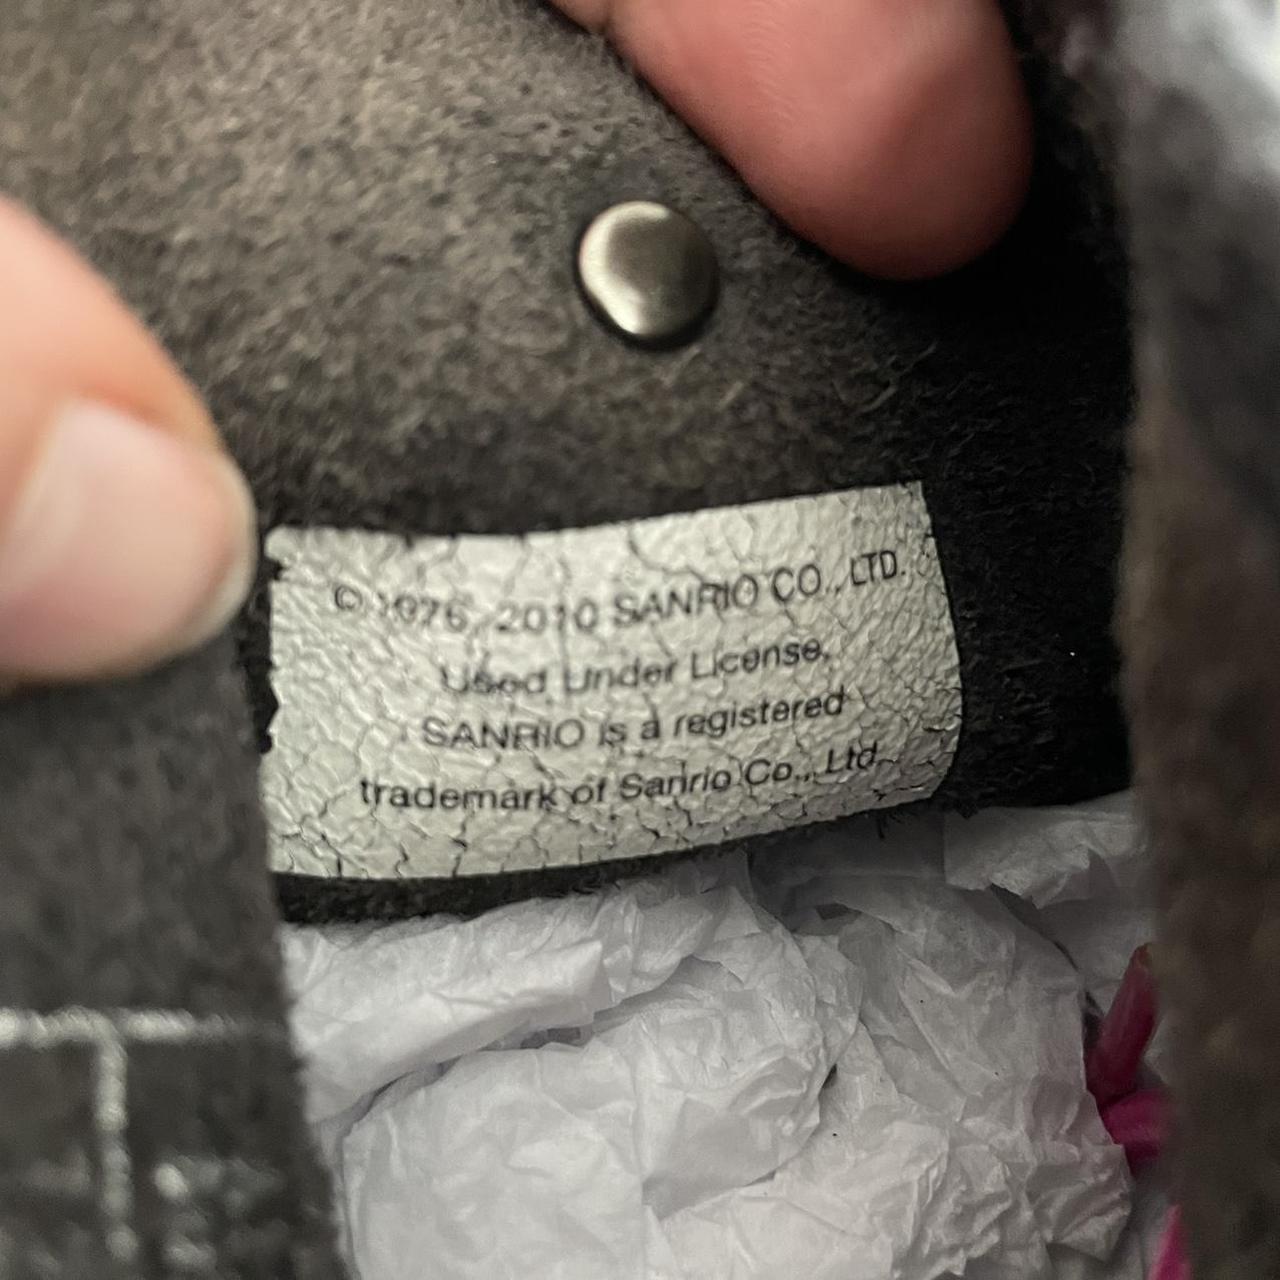 © 1976, 2010 SANRIO CO., LTD.
Used Under License.
SANRIO is a registered
trademark of Sanrio Co., Ltd.